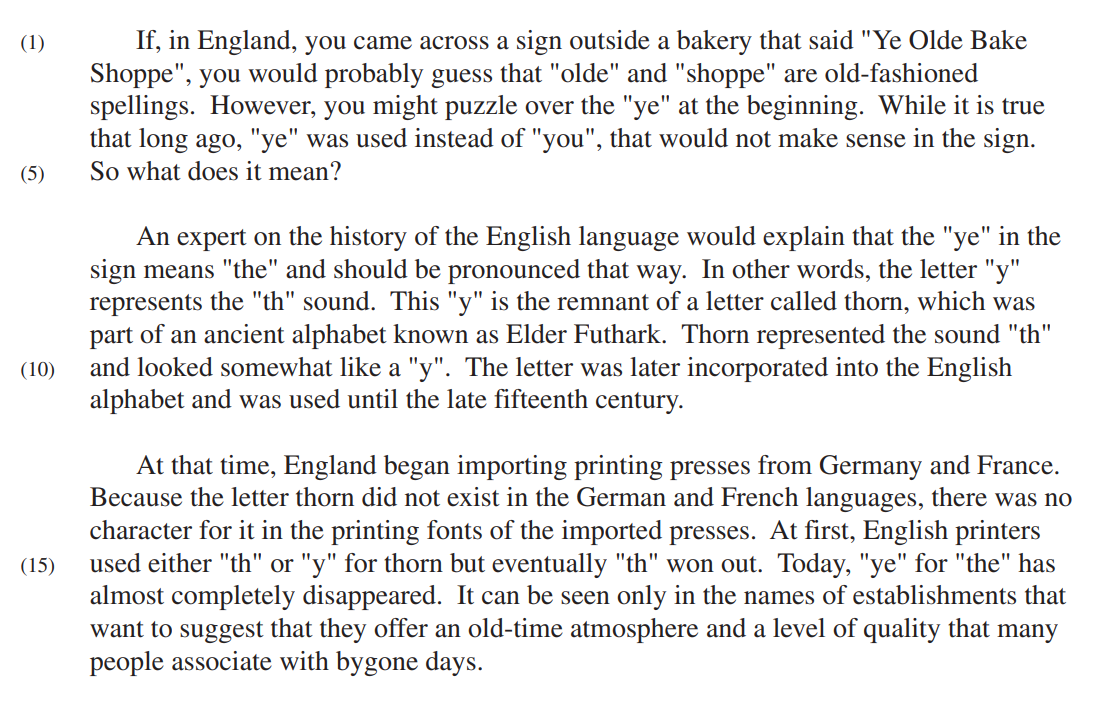 (1) If, in England, you came across a sign outside a bakery that said "Ye Olde Bake
Shoppe", you would probably guess that "olde" and "shoppe" are old-fashioned
spellings. However, you might puzzle over the "ye" at the beginning. While it is true
that long ago, "ye" was used instead of "you", that would not make sense in the sign.
(5) So what does it mean?
An expert on the history of the English language would explain that the "ye" in the
sign means "the" and should be pronounced that way. In other words, the letter "y"
represents the "th" sound. This "y" is the remnant of a letter called thorn, which was
part of an ancient alphabet known as Elder Futhark. Thorn represented the sound "th"
(10) and looked somewhat like a "y". The letter was later incorporated into the English
alphabet and was used until the late fifteenth century.
At that time, England began importing printing presses from Germany and France.
Because the letter thorn did not exist in the German and French languages, there was no
character for it in the printing fonts of the imported presses. At first, English printers
(15) used either "th" or "y" for thorn but eventually "th" won out. Today, "ye" for "the" has
almost completely disappeared. It can be seen only in the names of establishments that
want to suggest that they offer an old-time atmosphere and a level of quality that many
people associate with bygone days.